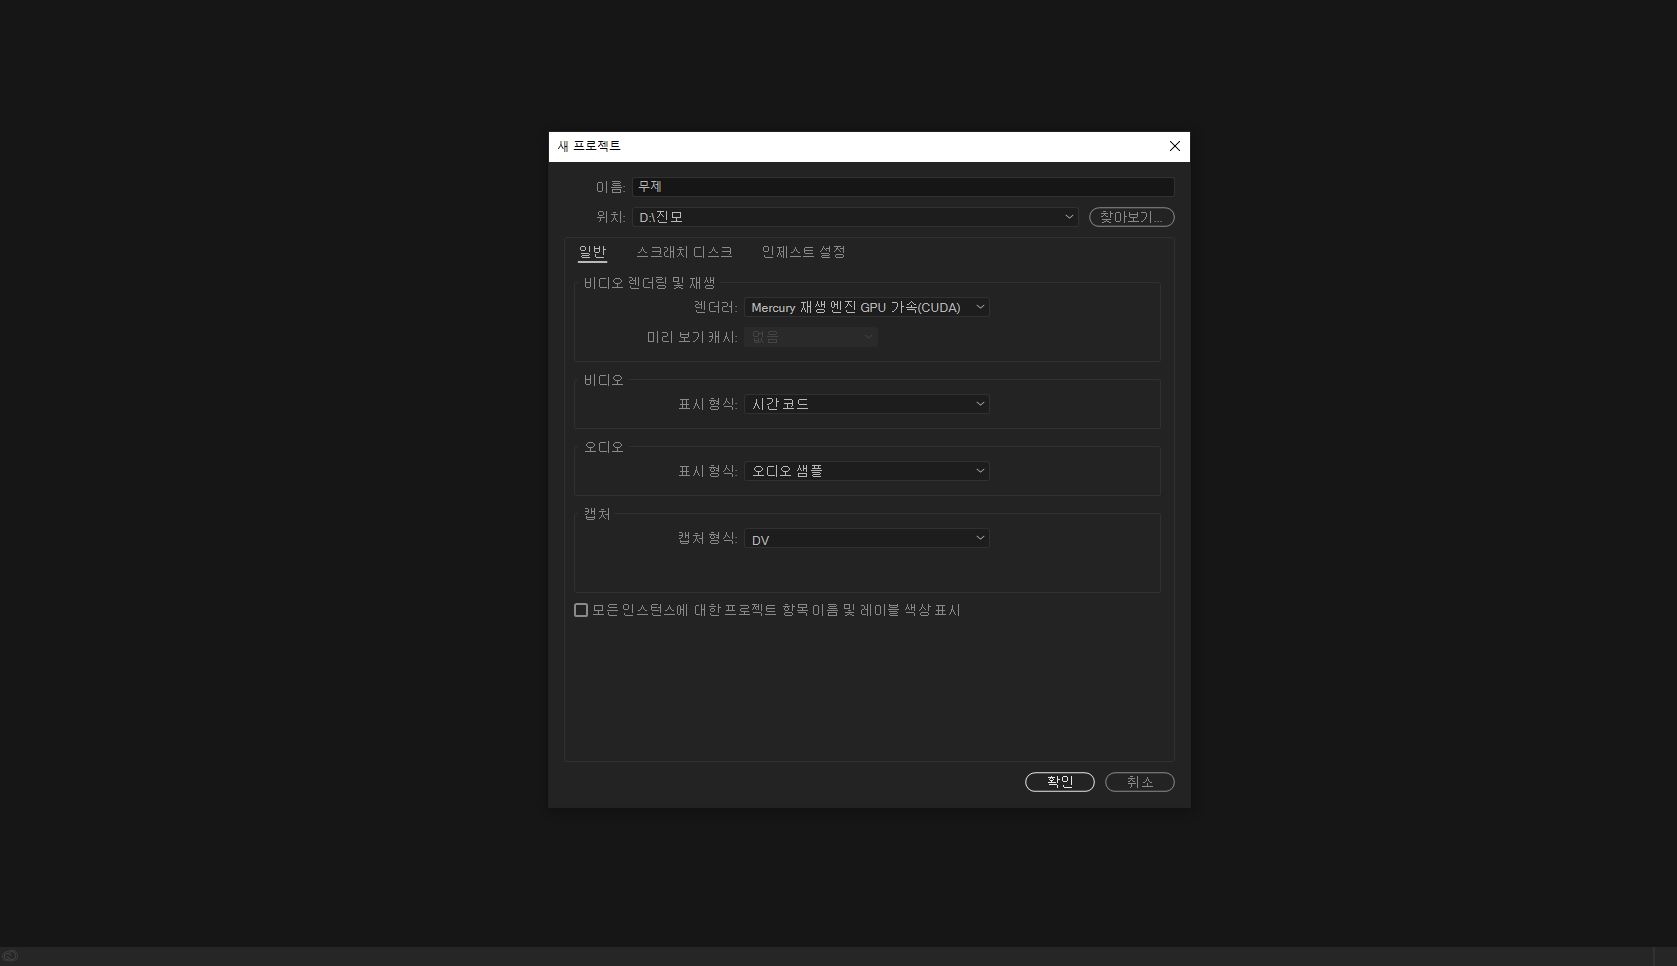 새 프로젝트
이름: 무제
위치: D:\진모 찾아보기...
일반 스크래치 디스크 인제스트 설정
비디오 렌더링 및 재생
렌더러: Mercury 재생 엔진 GPU 가속(CUDA)
미리 보기 캐시: 없음
비디오
표시 형식: 시간 코드
오디오
표시 형식: 오디오 샘플
캡처
캡처 형식: DV
모든 인스턴스에 대한 프로젝트 항목 이름 및 레이블 색상 표시
확인 취소